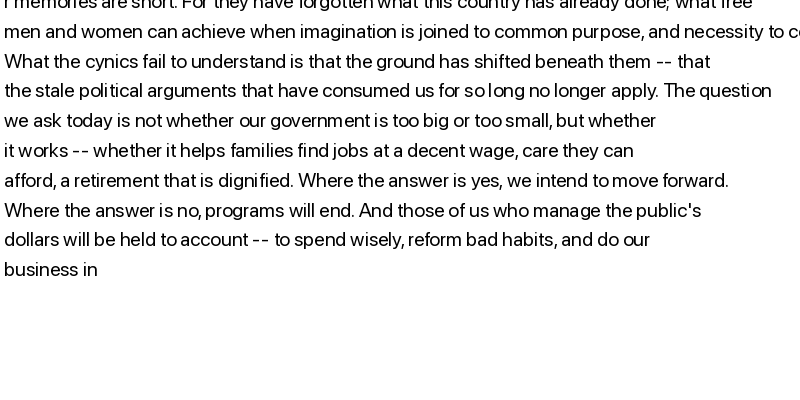 r memories are short. For they have forgotten what this country has already done; what free
men and women can achieve when imagination is joined to common purpose, and necessity to
What the cynics fail to understand is that the ground has shifted beneath them -- that
the stale political arguments that have consumed us for so long no longer apply. The question
we ask today is not whether our government is too big or too small, but whether
it works -- whether it helps families find jobs at a decent wage, care they can
afford, a retirement that is dignified. Where the answer is yes, we intend to move forward.
Where the answer is no, programs will end. And those of us who manage the public's
dollars will be held to account -- to spend wisely, reform bad habits, and do our
business in